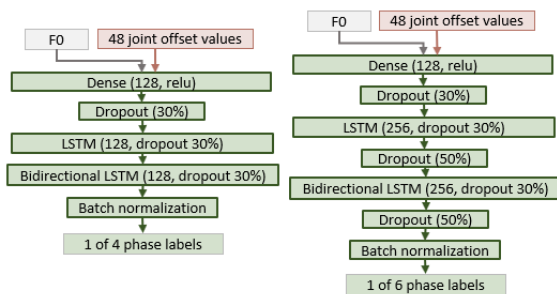 F0
48 joint offset values
Dense (128, relu)
Dropout (30%)
LSTM (128, dropout 30%)
Bidirectional LSTM (128, dropout 30%)
Batch normalization
1 of 4 phase labels
F0
48 joint offset values
Dense (128, relu)
Dropout (30%)
LSTM (256, dropout 30%)
Dropout (50%)
Bidirectional LSTM (256, dropout 30%)
Dropout (50%)
Batch normalization
1 of 6 phase labels